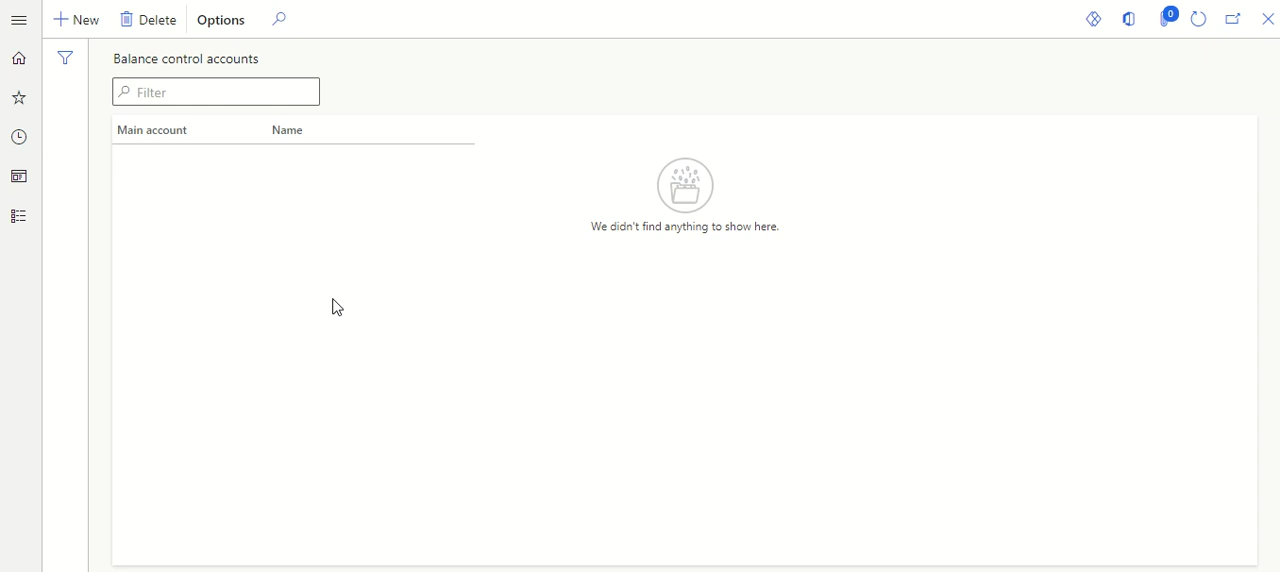 New Delete Options
0
Balance control accounts
Filter
Main account Name
We didn't find anything to show here.